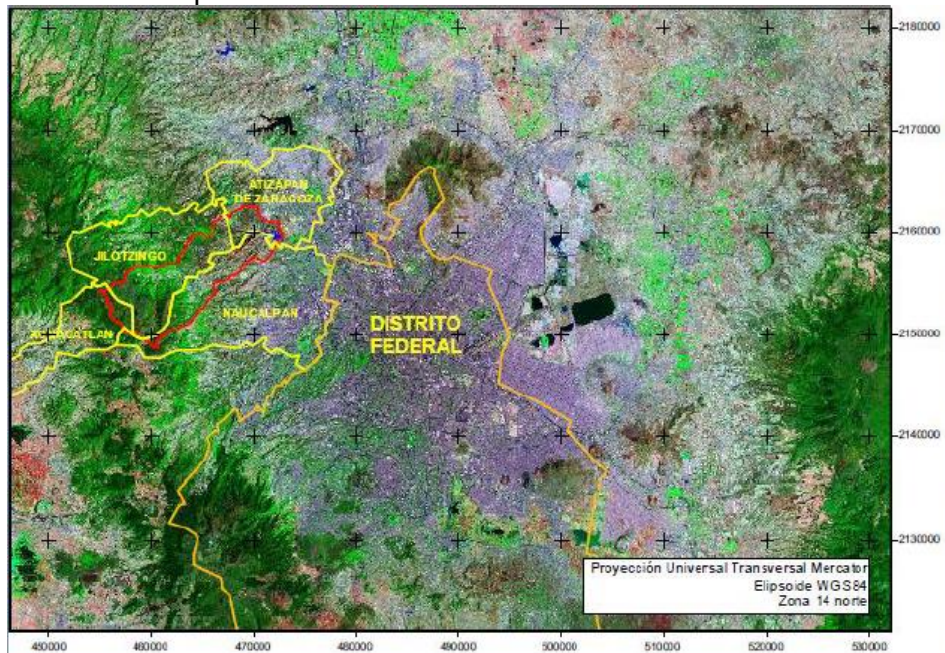 2180000
2170000
ATIZAPAN
DE ZARAGOZA
2160000
JILOTZINGO
NAUCALPAN
DISTRITO
FEDERAL
2150000
2140000
2130000
Proyección Universal Transversal Mercator
Elipsoide WGS84
Zona 14 norte
450000 460000 470000 480000 490000 500000 510000 520000 530000